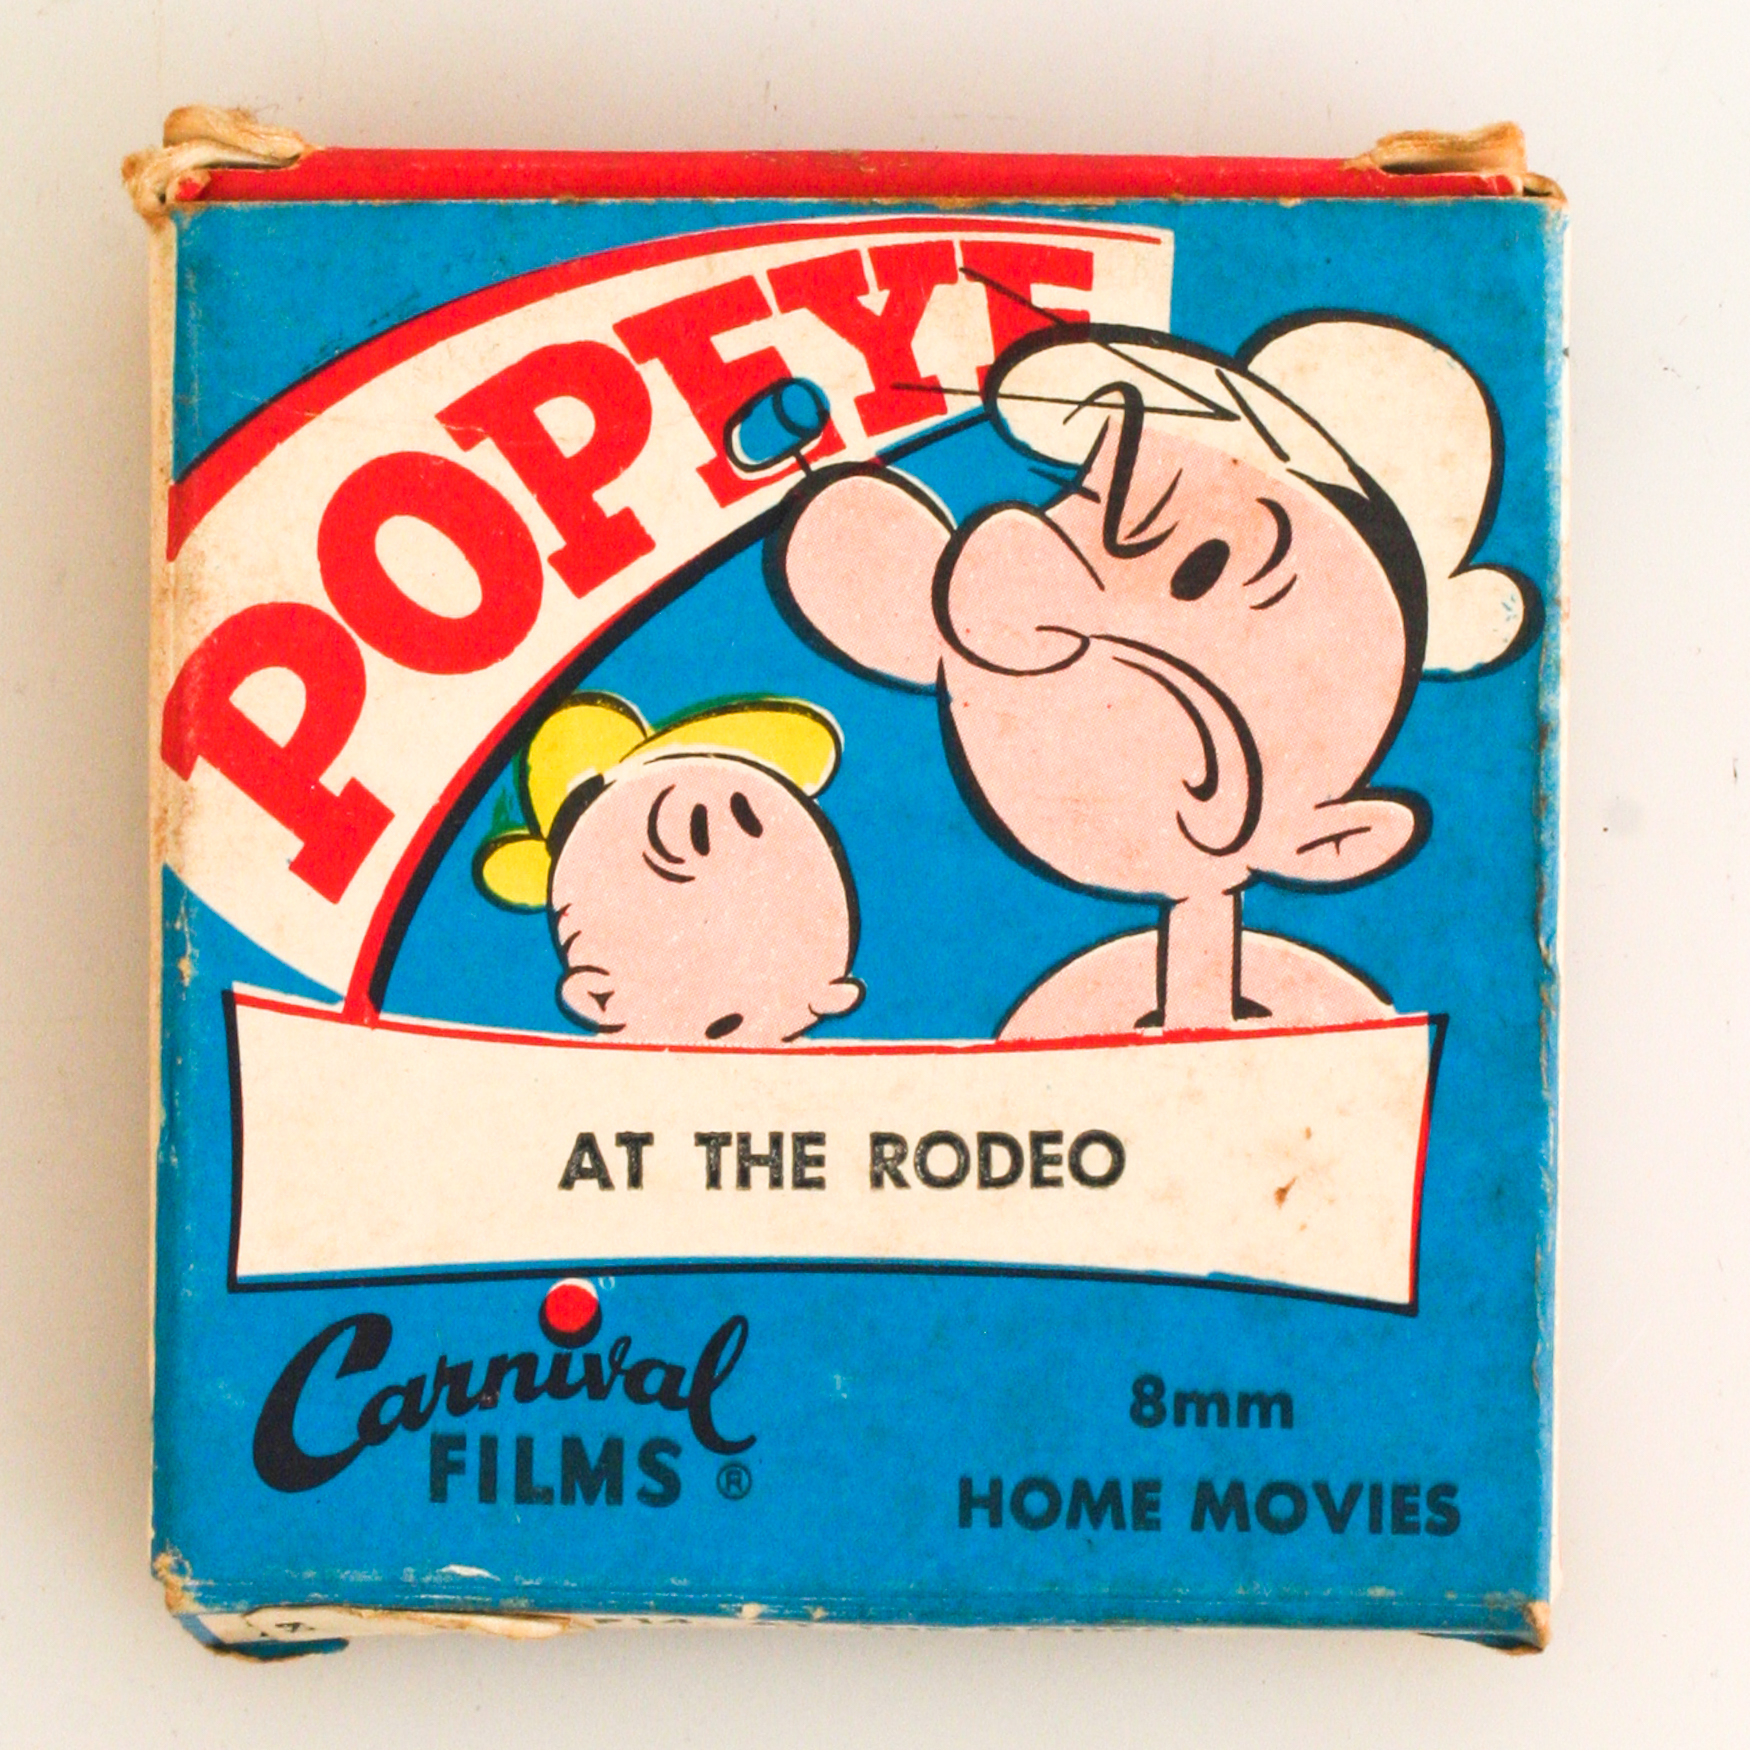 POPEYE
AT THE RODEO
Carnival
FILMS ®
8mm
HOME MOVIES